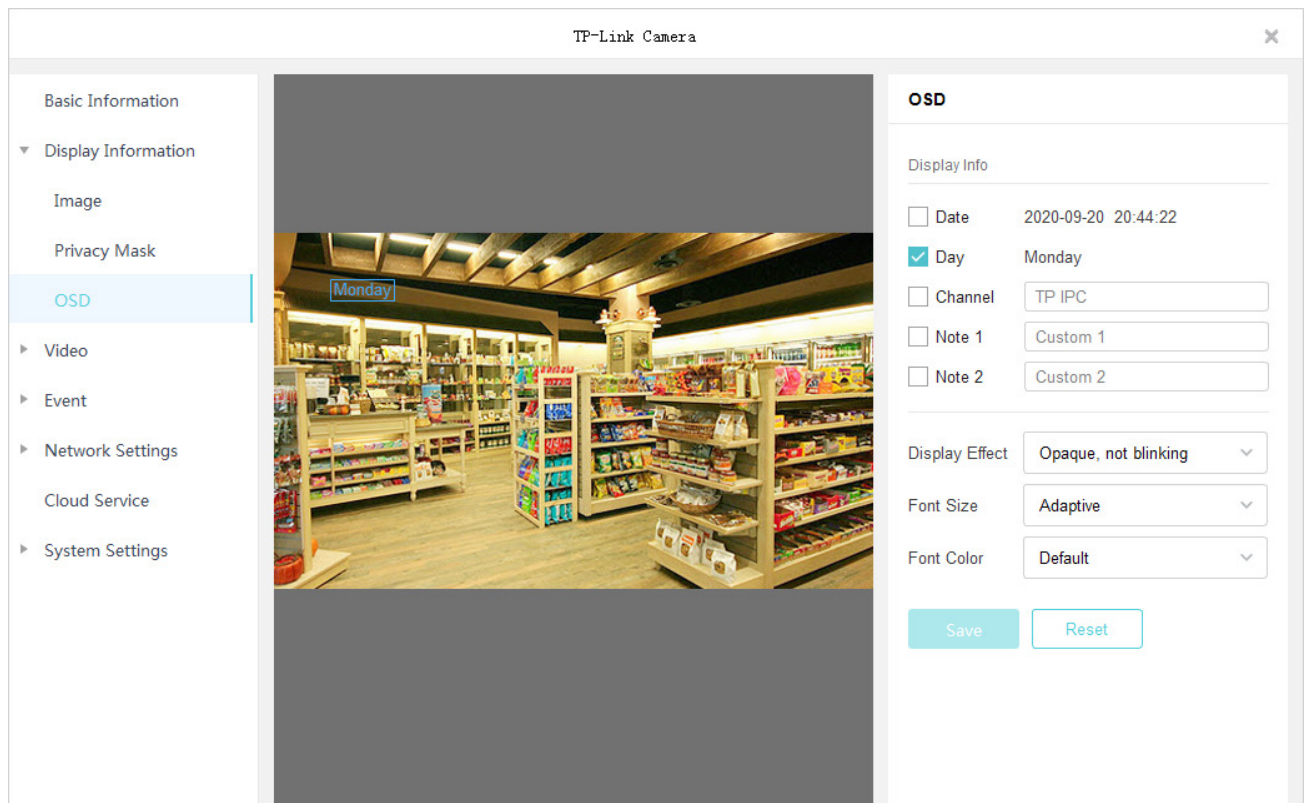 TP-Link Camera
Basic Information
Display Information
Image
Privacy Mask
OSD
Video
Event
Network Settings
Cloud Service
System Settings
Monday
OSD
Display Info
Date 2020-09-20 20:44:22
Day Monday
Channel TP IPC
Note 1 Custom 1
Note 2 Custom 2
Display Effect Opaque, not blinking
Font Size Adaptive
Font Color Default
Save Reset